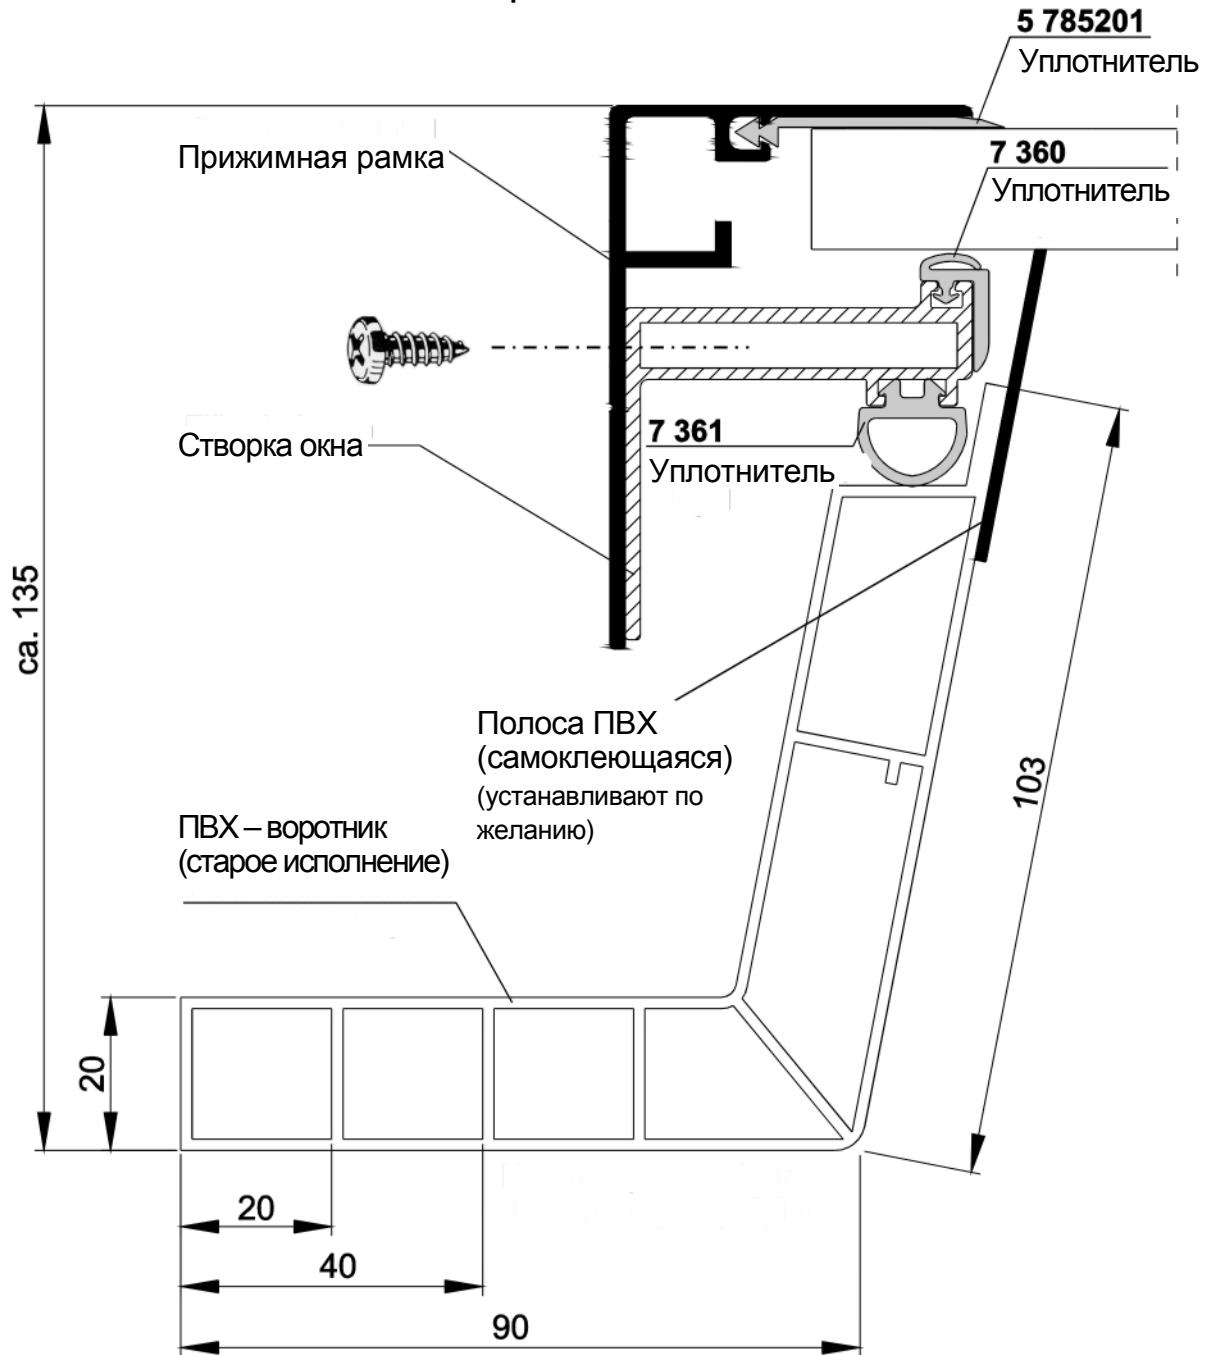 5 785201
Уплотнитель
Прижимная рамка
7 360
Уплотнитель
Створка окна
7 361
Уплотнитель
ca. 135
Полоса ПВХ
(самоклеющаяся)
(устанавливают по
желанию)
103
ПВХ – воротник
(старое исполнение)
20
20
40
90